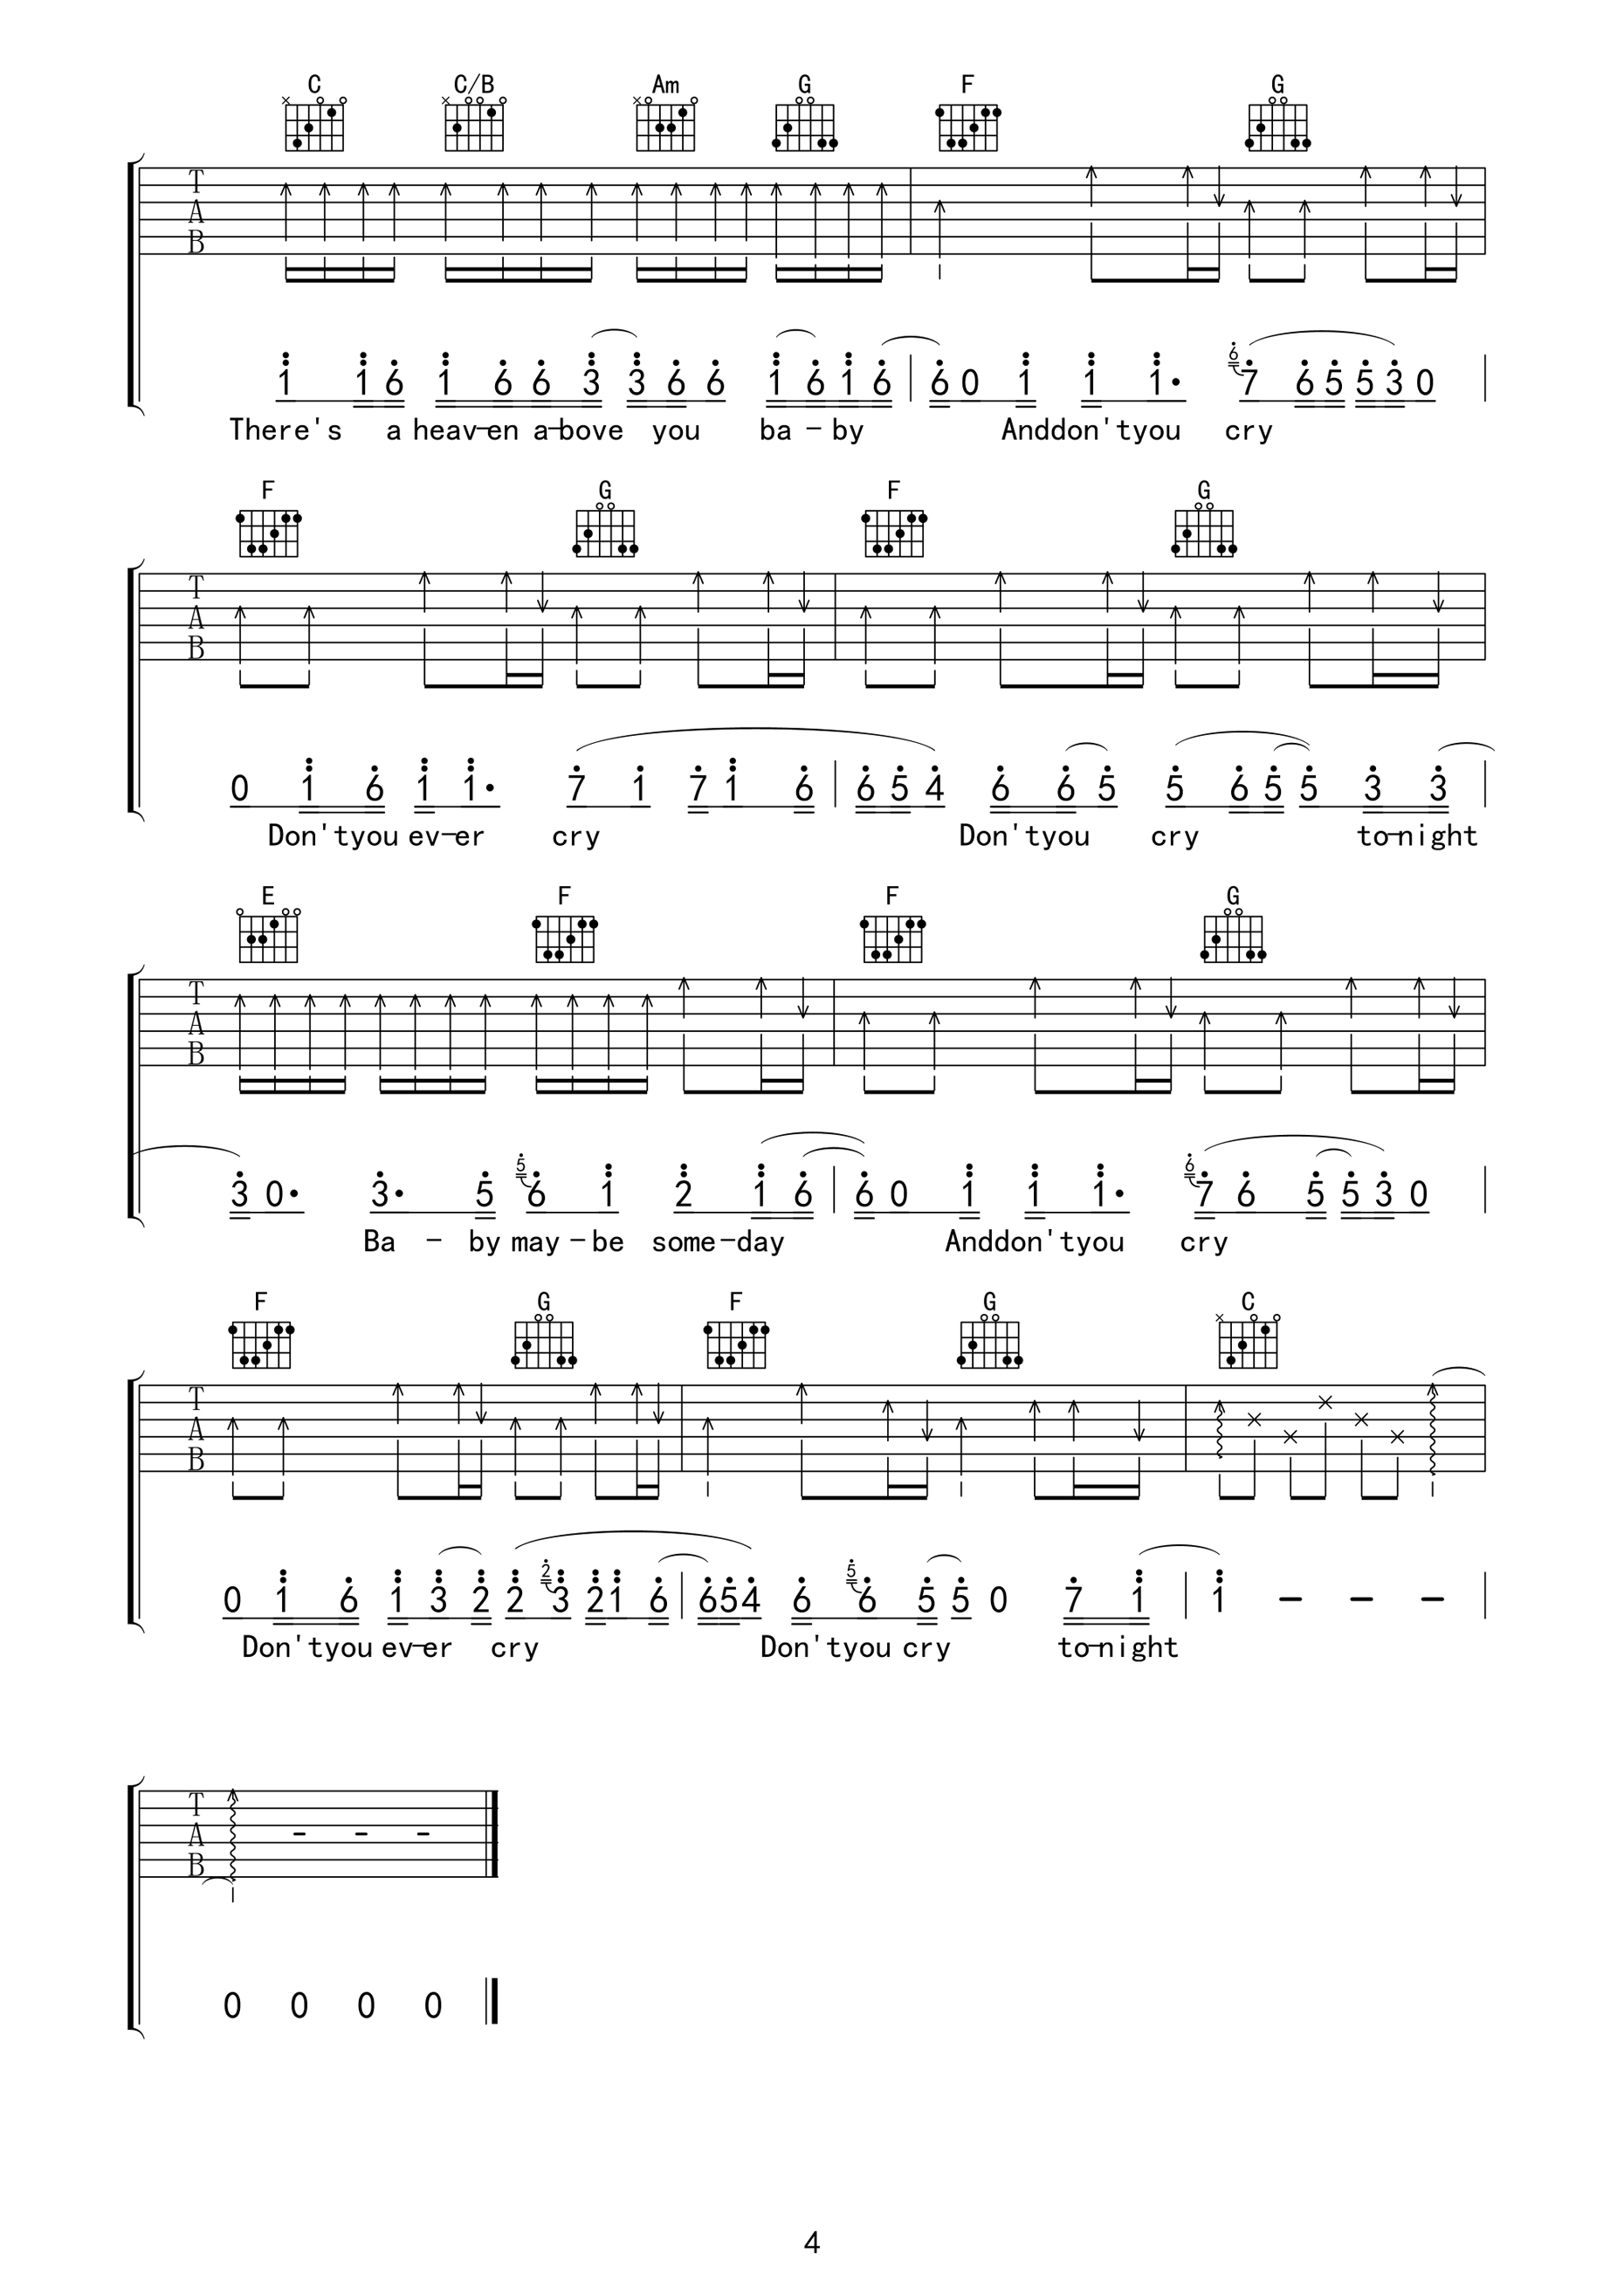 C C/B Am G F G
T
A
B
1 1 6 1 6 6 3 3 6 6 1 6 1 6 6 0 1 1 1· 6 7 6 5 5 3 0
There's a heav-en a-bove you ba-by Anddon'tyou cry
F G F G
T
A
B
0 1 6 1 1· 7 1 7 1 6 6 5 4 6 6 5 5 6 5 5 3 3
Don'tyou ev-er cry Don'tyou cry to-night
E F F G
T
A
B
3 0· 3· 5 5 6 1 2 1 6 6 0 1 1 1· 6 7 6 5 5 3 0
Ba - by may-be some-day Anddon'tyou cry
F G F G C
T
A
B
0 1 6 1 3 2 2 2 3 2 1 6 6 5 4 6 5 6 5 5 0 7 1 1 - - -
Don'tyou ev-er cry Don'tyou cry to-night
T
A
B
- - -
0 0 0 0
4